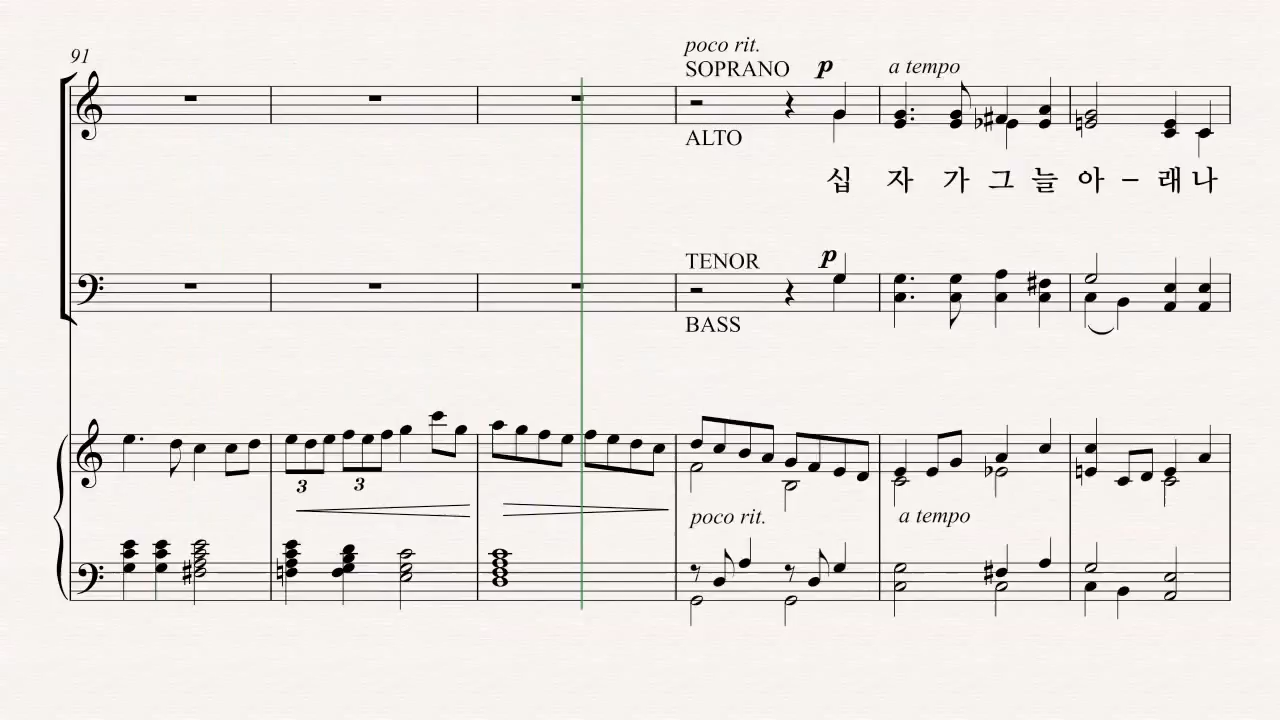 91
poco rit.
SOPRANO p
a tempo
ALTO
십 자 가 그 늘 아 – 래 나
TENOR p
BASS
3 3
poco rit.
a tempo